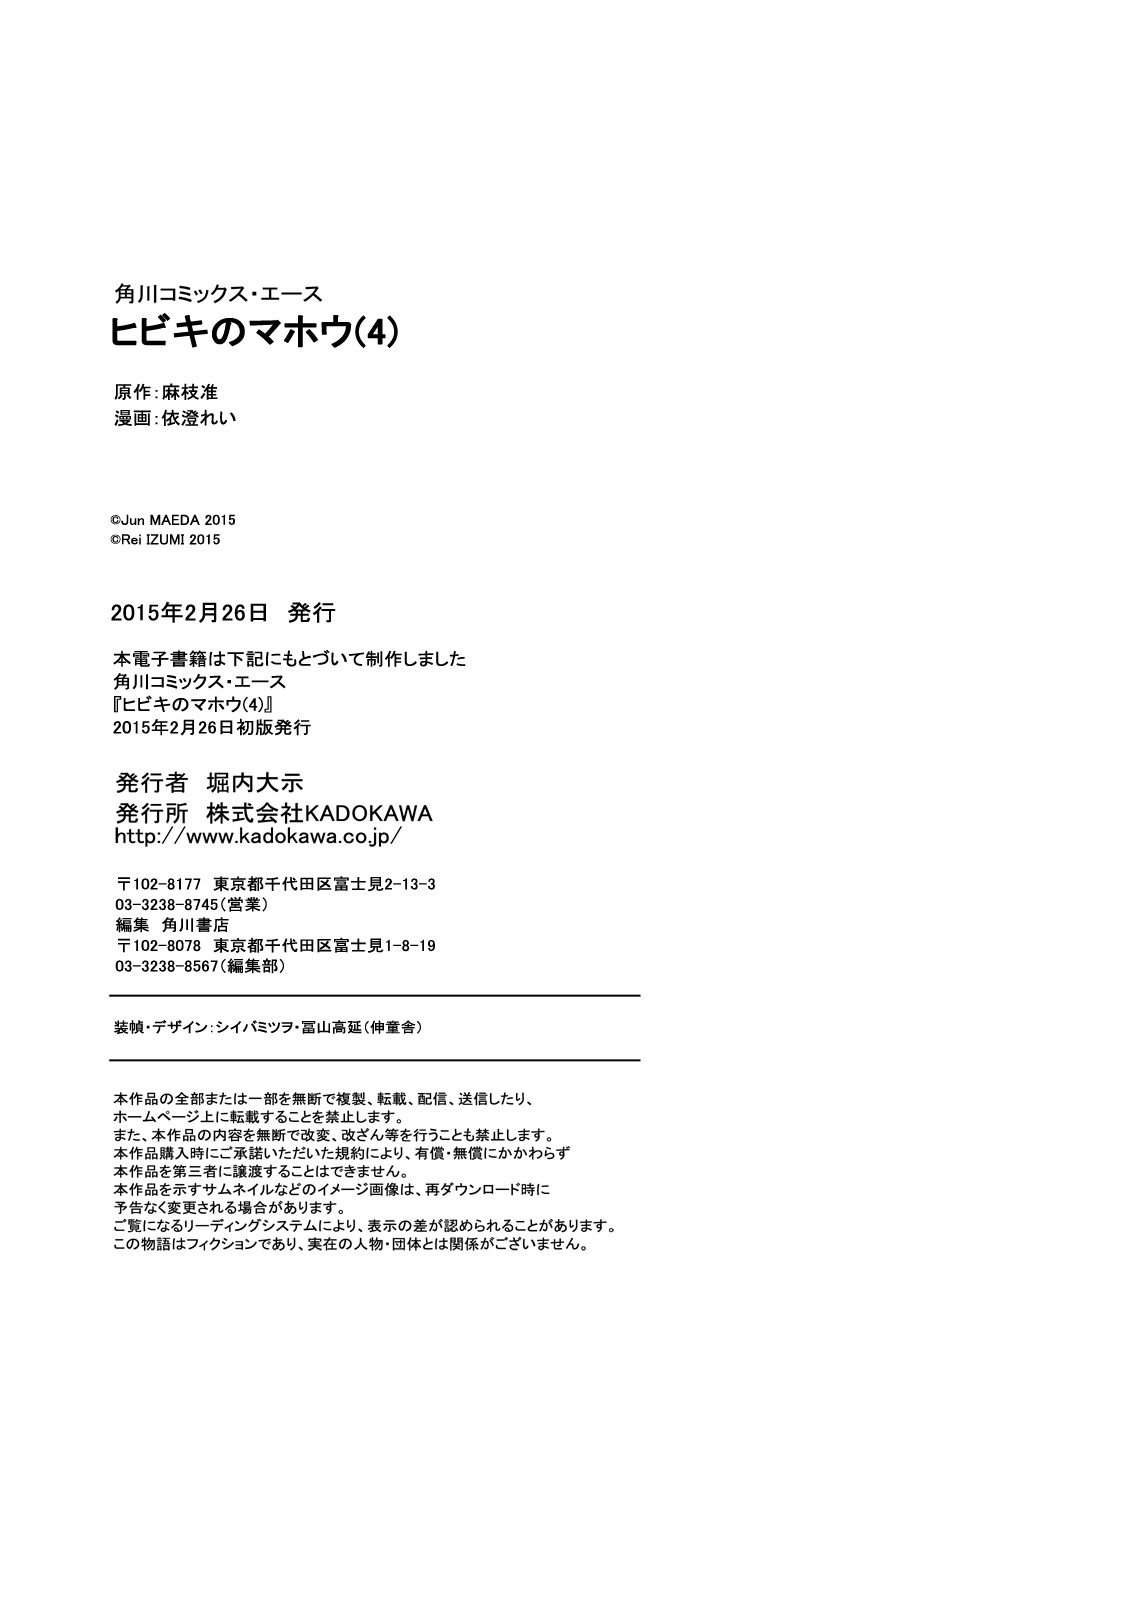 角川コミックス・エース
ヒビキのマホウ(4)
原作：麻枝准
漫画：依澄れい
©Jun MAEDA 2015
©Rei IZUMI 2015
2015年2月26日　発行
本電子書籍は下記にもとづいて制作しました
角川コミックス・エース
『ヒビキのマホウ(4)』
2015年2月26日初版発行
発行者　堀内大示
発行所　株式会社KADOKAWA
http://www.kadokawa.co.jp/
〒102-8177　東京都千代田区富士見2-13-3
03-3238-8745（営業）
編集　角川書店
〒102-8078　東京都千代田区富士見1-8-19
03-3238-8567（編集部）
装幀・デザイン：シイバミツヲ・冨山高延（伸童舎）
本作品の全部または一部を無断で複製、転載、配信、送信したり、
ホームページ上に転載することを禁止します。
また、本作品の内容を無断で改変、改ざん等を行うことも禁止します。
本作品購入時にご承諾いただいた規約により、有償・無償にかかわらず
本作品を第三者に譲渡することはできません。
本作品を示すサムネイルなどのイメージ画像は、再ダウンロード時に
予告なく変更される場合があります。
ご覧になるリーディングシステムにより、表示の差が認められることがあります。
この物語はフィクションであり、実在の人物・団体とは関係がございません。